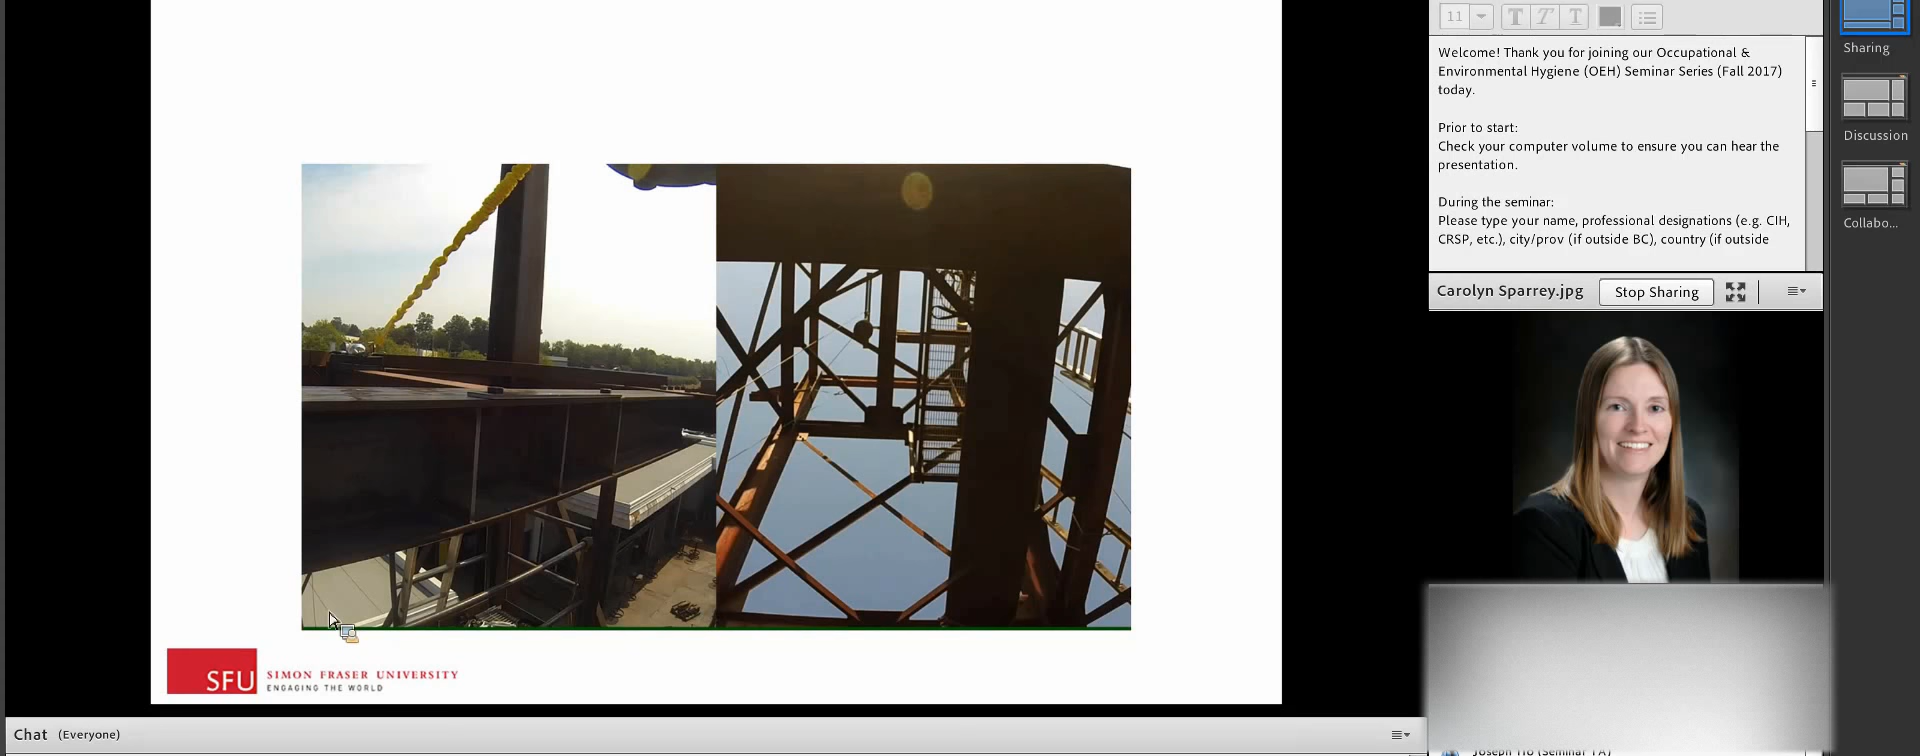 11
T T T
Welcome! Thank you for joining our Occupational &
Environmental Hygiene (OEH) Seminar Series (Fall 2017)
today.
Prior to start:
Check your computer volume to ensure you can hear the
presentation.
During the seminar:
Please type your name, professional designations (e.g. CIH,
CRSP, etc.), city/prov (if outside BC), country (if outside
Sharing
Discussion
Collabo...
Carolyn Sparrey.jpg Stop Sharing
SFU SIMON FRASER UNIVERSITY
ENGAGING THE WORLD
Chat (Everyone)